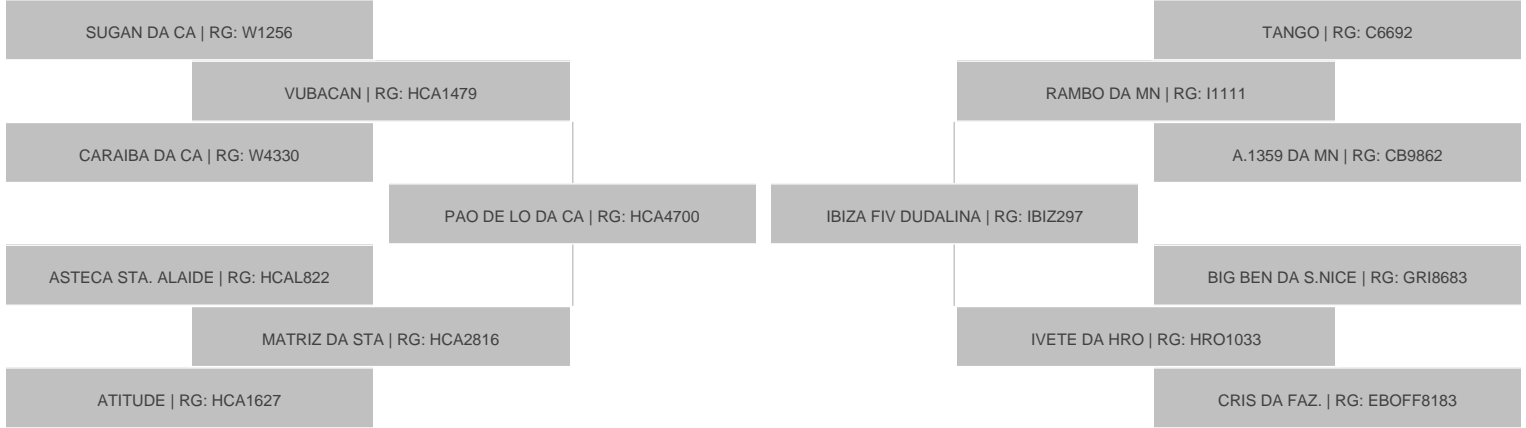 SUGAN DA CA | RG: W1256
TANGO | RG: C6692
VUBACAN | RG: HCA1479
RAMBO DA MN | RG: I1111
CARAIBA DA CA | RG: W4330
A.1359 DA MN | RG: CB9862
PAO DE LO DA CA | RG: HCA4700
IBIZA FIV DUDALINA | RG: IBIZ297
ASTECA STA. ALAIDE | RG: HCAL822
BIG BEN DA S.NICE | RG: GRI8683
MATRIZ DA STA | RG: HCA2816
IVETE DA HRO | RG: HRO1033
ATITUDE | RG: HCA1627
CRIS DA FAZ. | RG: EBOFF8183